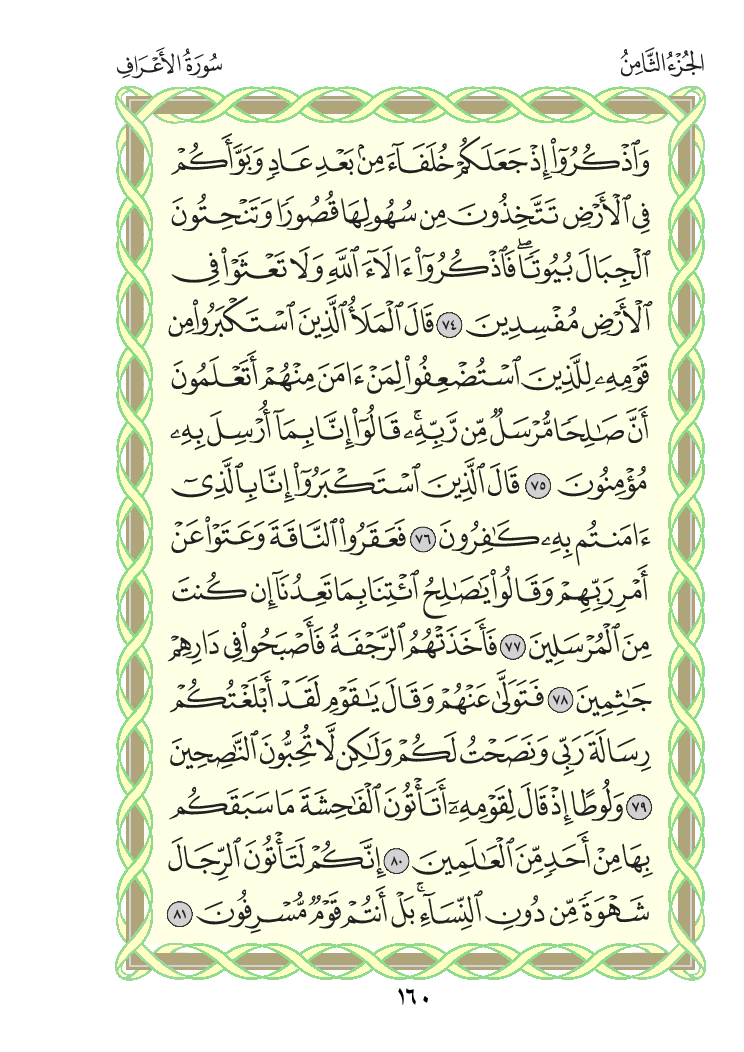 الجُزْءُ الثَّامِنُ
سُورَةُ الأَعْرَافِ
وَٱذْكُرُوٓا۟ إِذْ جَعَلَكُمْ خُلَفَآءَ مِنۢ بَعْدِ عَادٍ وَبَوَّأَكُمْ
فِى ٱلْأَرْضِ تَتَّخِذُونَ مِن سُهُولِهَا قُصُورًا وَتَنْحِتُونَ
ٱلْجِبَالَ بُيُوتًا ۖ فَٱذْكُرُوٓا۟ ءَالَآءَ ٱللَّهِ وَلَا تَعْثَوْا۟ فِى
ٱلْأَرْضِ مُفْسِدِينَ ٧٤ قَالَ ٱلْمَلَأُ ٱلَّذِينَ ٱسْتَكْبَرُوا۟ مِن
قَوْمِهِۦ لِلَّذِينَ ٱسْتُضْعِفُوا۟ لِمَنْ ءَامَنَ مِنْهُمْ أَتَعْلَمُونَ
أَنَّ صَـٰلِحًا مُّرْسَلٌ مِّن رَّبِّهِۦ ۚ قَالُوٓا۟ إِنَّا بِمَآ أُرْسِلَ بِهِۦ
مُؤْمِنُونَ ٧٥ قَالَ ٱلَّذِينَ ٱسْتَكْبَرُوٓا۟ إِنَّا بِٱلَّذِىٓ
ءَامَنتُم بِهِۦ كَـٰفِرُونَ ٧٦ فَعَقَرُوا۟ ٱلنَّاقَةَ وَعَتَوْا۟ عَنْ
أَمْرِ رَبِّهِمْ وَقَالُوا۟ يَـٰصَـٰلِحُ ٱئْتِنَا بِمَا تَعِدُنَآ إِن كُنتَ
مِنَ ٱلْمُرْسَلِينَ ٧٧ فَأَخَذَتْهُمُ ٱلرَّجْفَةُ فَأَصْبَحُوا۟ فِى دَارِهِمْ
جَـٰثِمِينَ ٧٨ فَتَوَلَّىٰ عَنْهُمْ وَقَالَ يَـٰقَوْمِ لَقَدْ أَبْلَغْتُكُمْ
رِسَالَةَ رَبِّى وَنَصَحْتُ لَكُمْ وَلَـٰكِن لَّا تُحِبُّونَ ٱلنَّـٰصِحِينَ
٧٩ وَلُوطًا إِذْ قَالَ لِقَوْمِهِۦٓ أَتَأْتُونَ ٱلْفَـٰحِشَةَ مَا سَبَقَكُم
بِهَا مِنْ أَحَدٍ مِّنَ ٱلْعَـٰلَمِينَ ٨٠ إِنَّكُمْ لَتَأْتُونَ ٱلرِّجَالَ
شَهْوَةً مِّن دُونِ ٱلنِّسَآءِ ۚ بَلْ أَنتُمْ قَوْمٌ مُّسْرِفُونَ ٨١
١٦٠